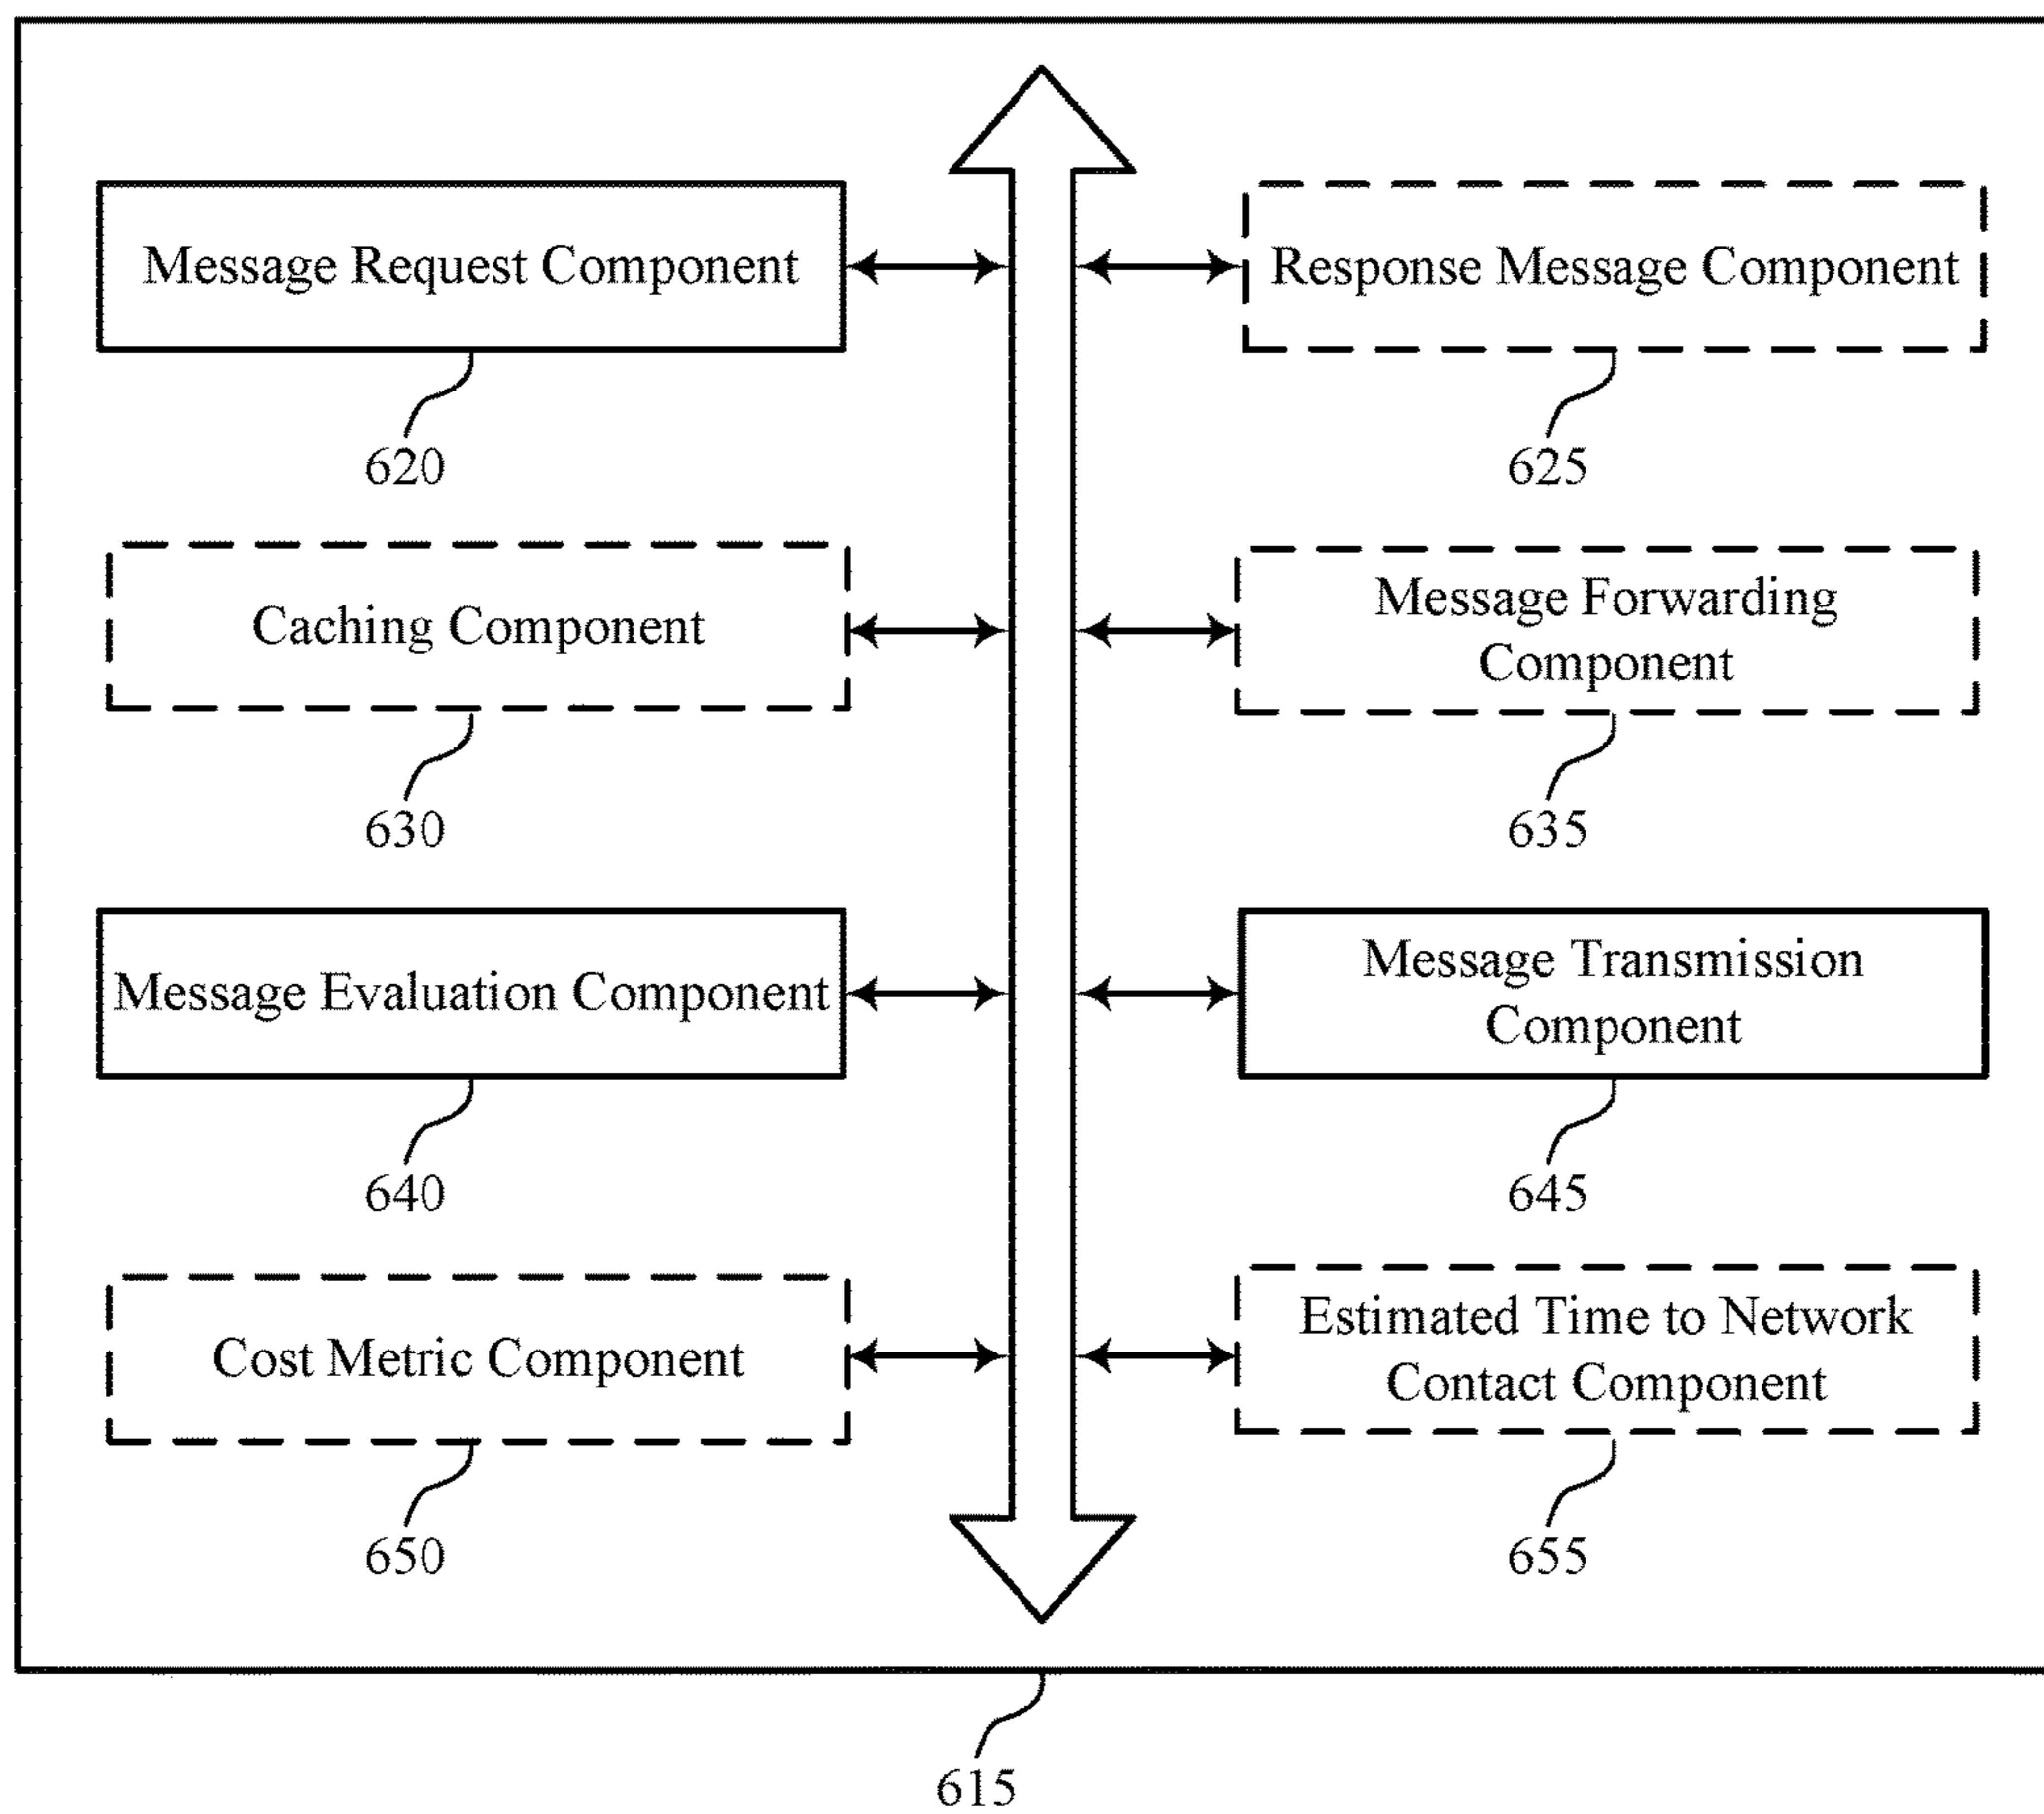 Message Request Component
620
Response Message Component
625
Caching Component
630
Message Forwarding
Component
635
Message Evaluation Component
640
Message Transmission
Component
645
Cost Metric Component
650
Estimated Time to Network
Contact Component
655
615